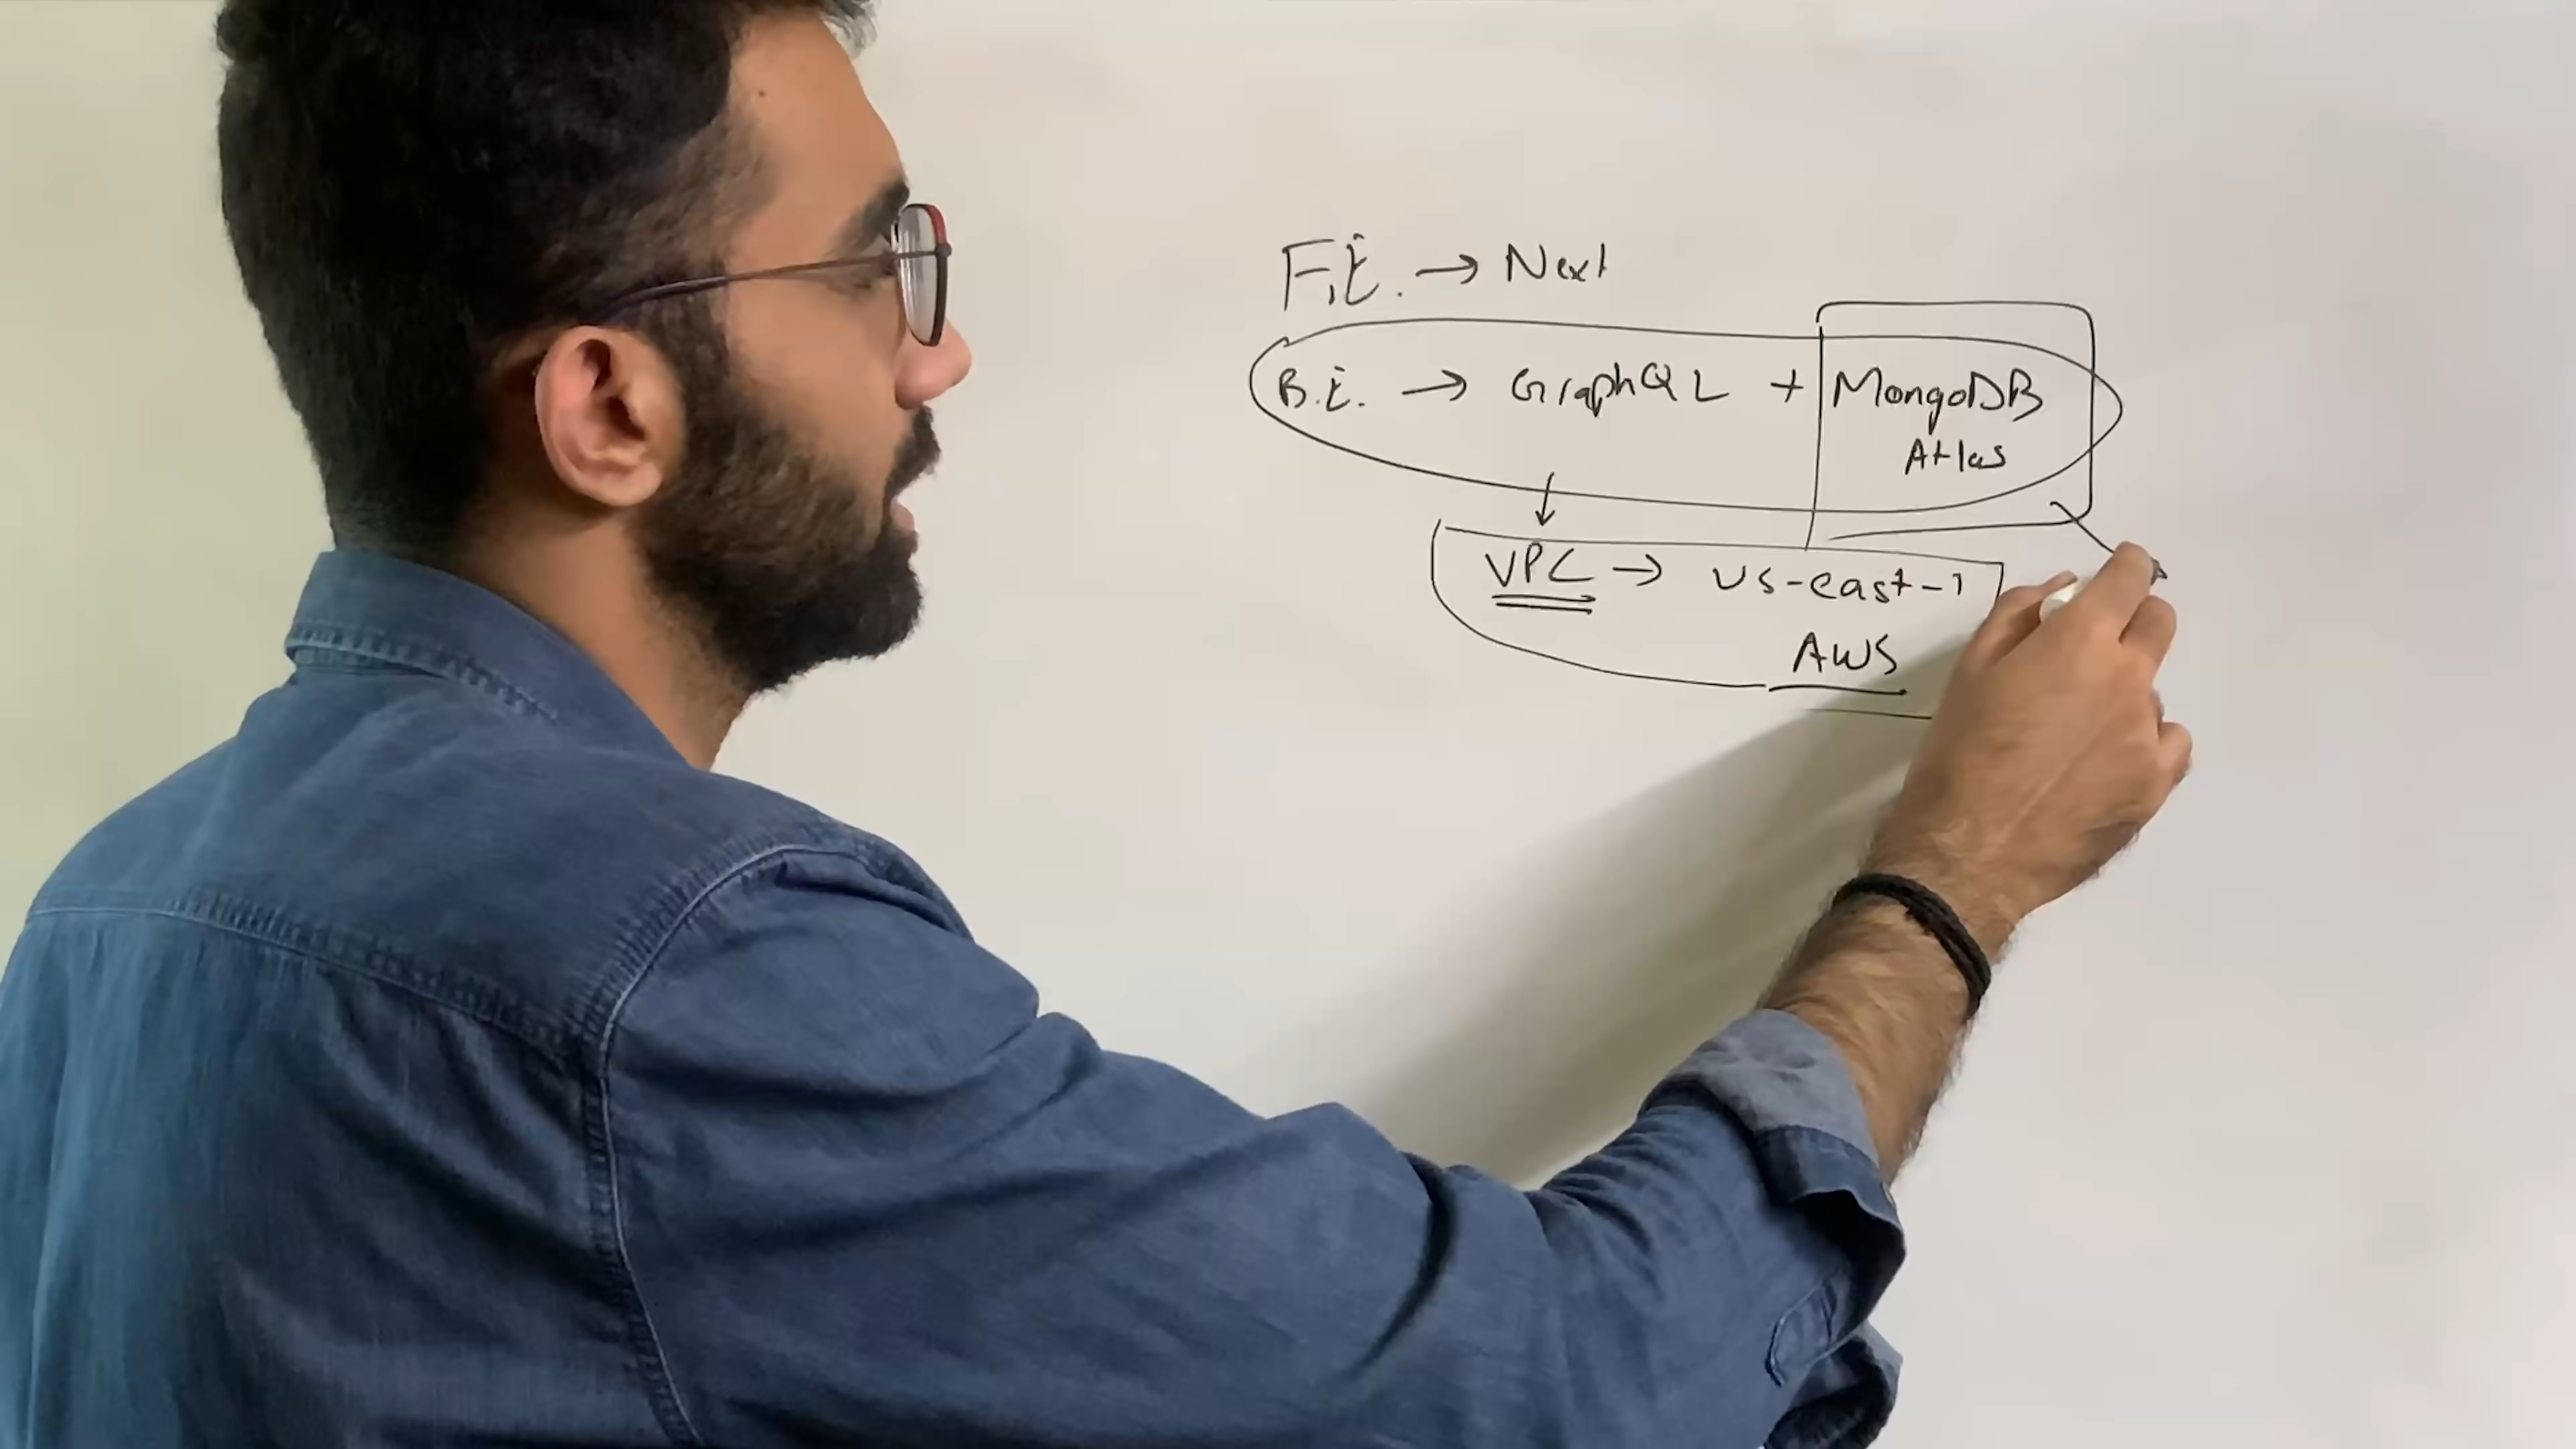 F.E. → Next
B.E. → GraphQL + MongoDB
Atlas
VPC → us-east-1
AWS